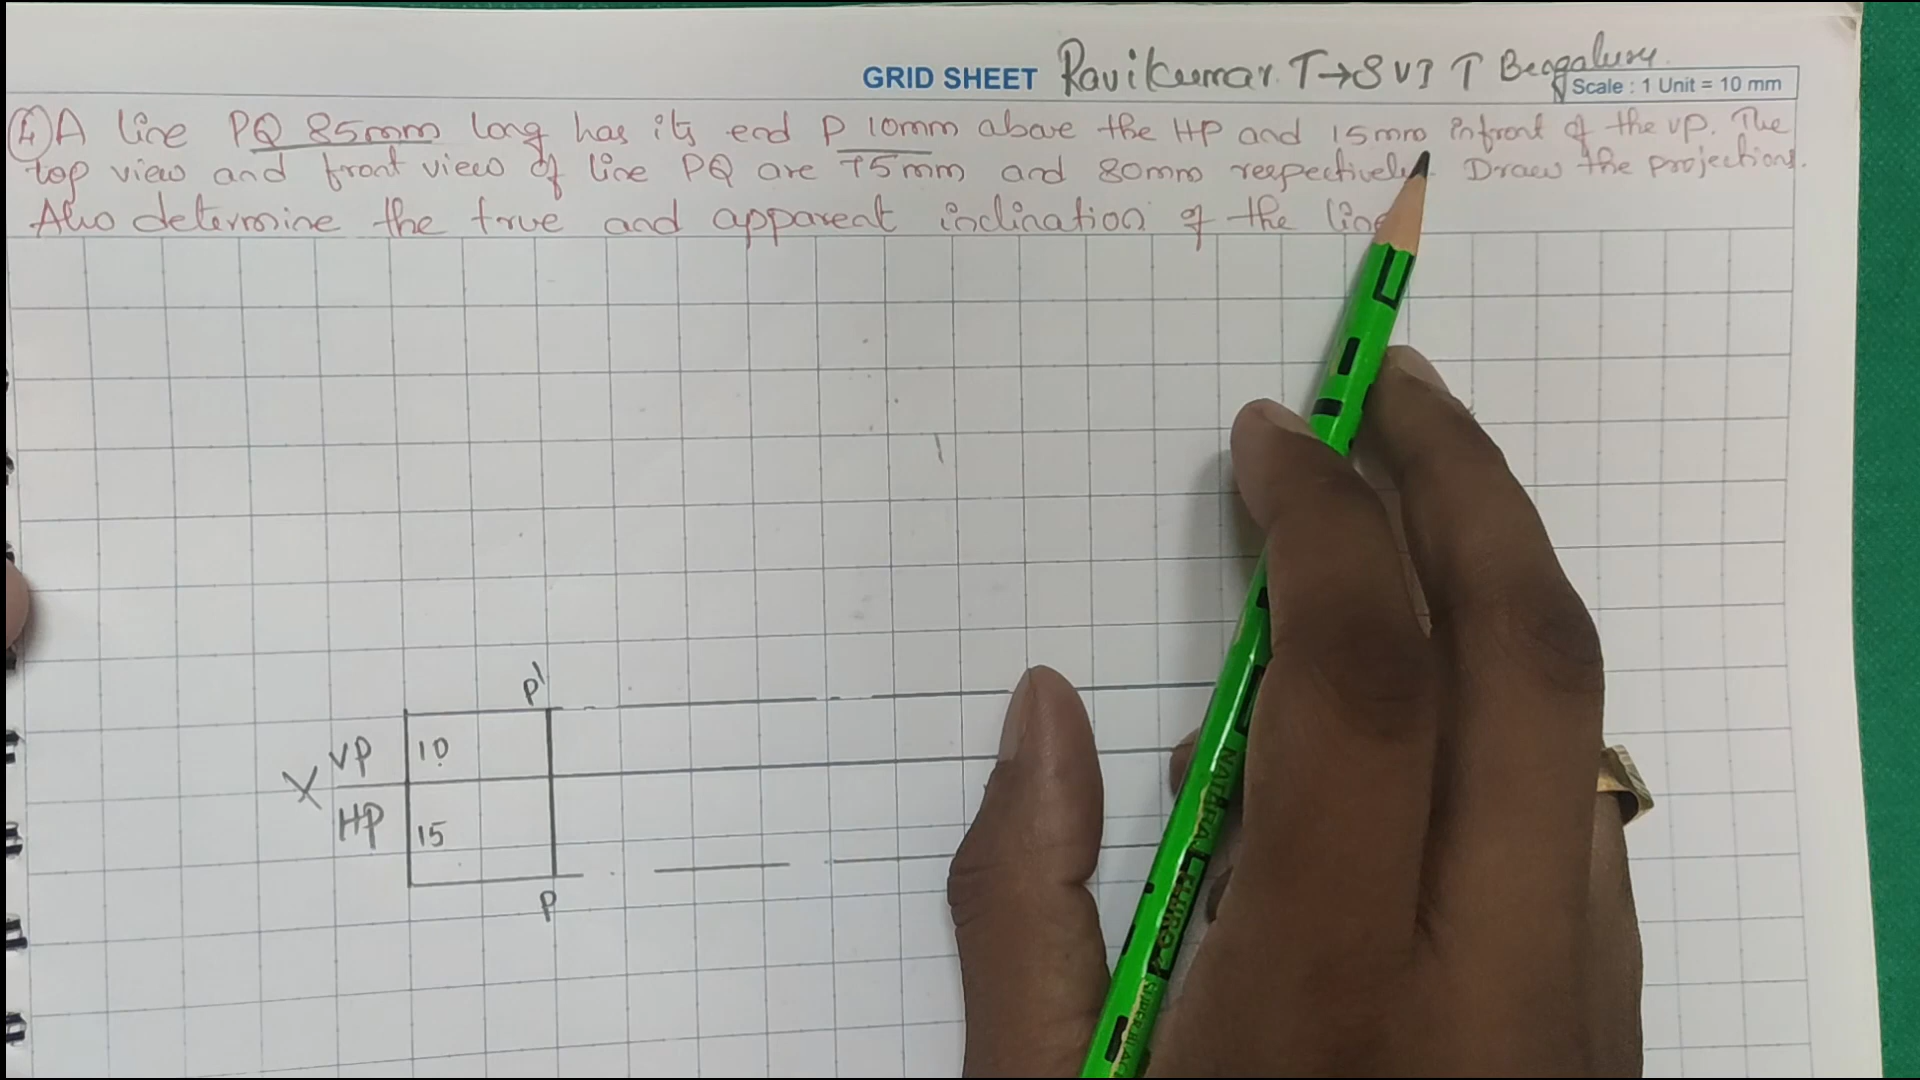 GRID SHEET Ravikumar. T → SVIT Bengaluru.
Scale : 1 Unit = 10 mm
④ A line PQ 85mm long has its end P 10mm above the HP and 15mm infront of the VP. The
top view and front view of line PQ are 75mm and 80mm respectively. Draw the projections.
Also determine the true and apparent inclination of the line
p'
VP 10
X
HP 15
p
NATARAJ